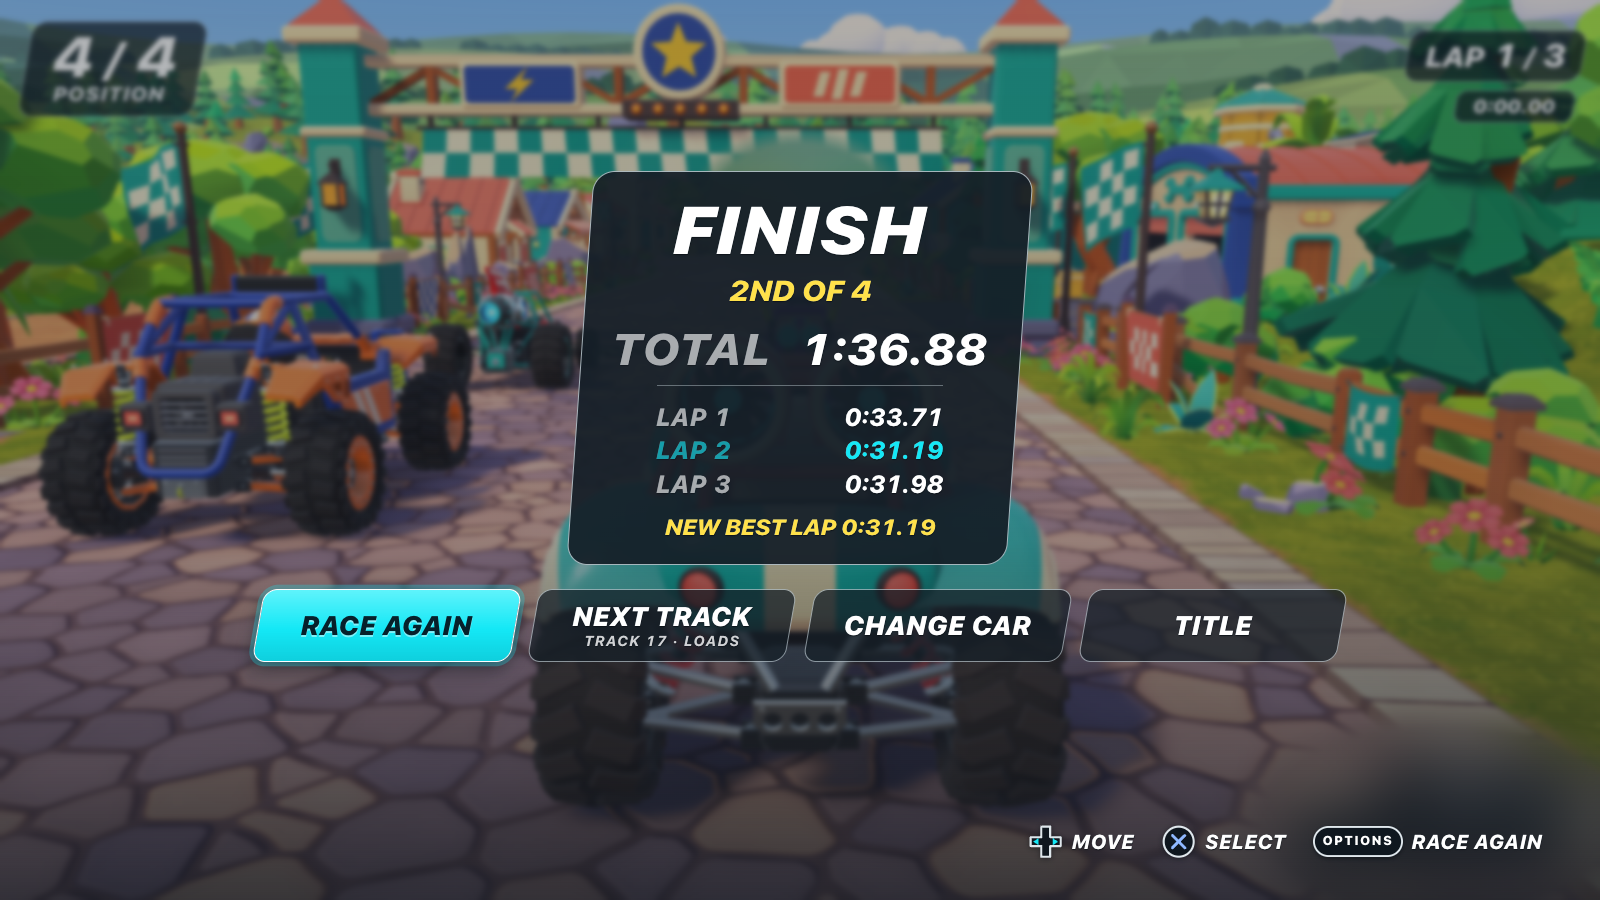 4 / 4
POSITION
LAP 1 / 3
0:00.00
FINISH
2ND OF 4
TOTAL 1:36.88
LAP 1 0:33.71
LAP 2 0:31.19
LAP 3 0:31.98
NEW BEST LAP 0:31.19
RACE AGAIN
NEXT TRACK
TRACK 17 · LOADS
CHANGE CAR
TITLE
MOVE
SELECT
OPTIONS RACE AGAIN